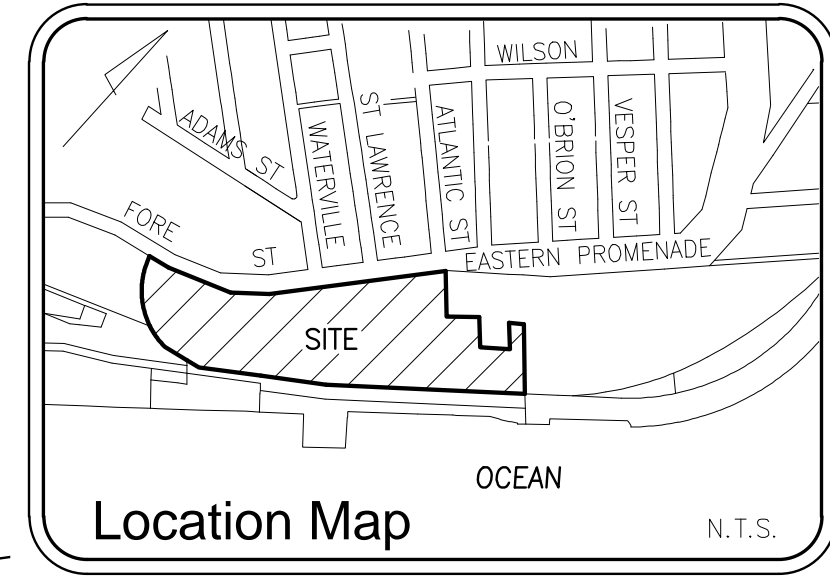 WILSON
ADAMS ST
WATERVILLE
ST LAWRENCE
ATLANTIC ST
O'BRION ST
VESPER ST
FORE
ST
EASTERN PROMENADE
SITE
OCEAN
Location Map
N.T.S.